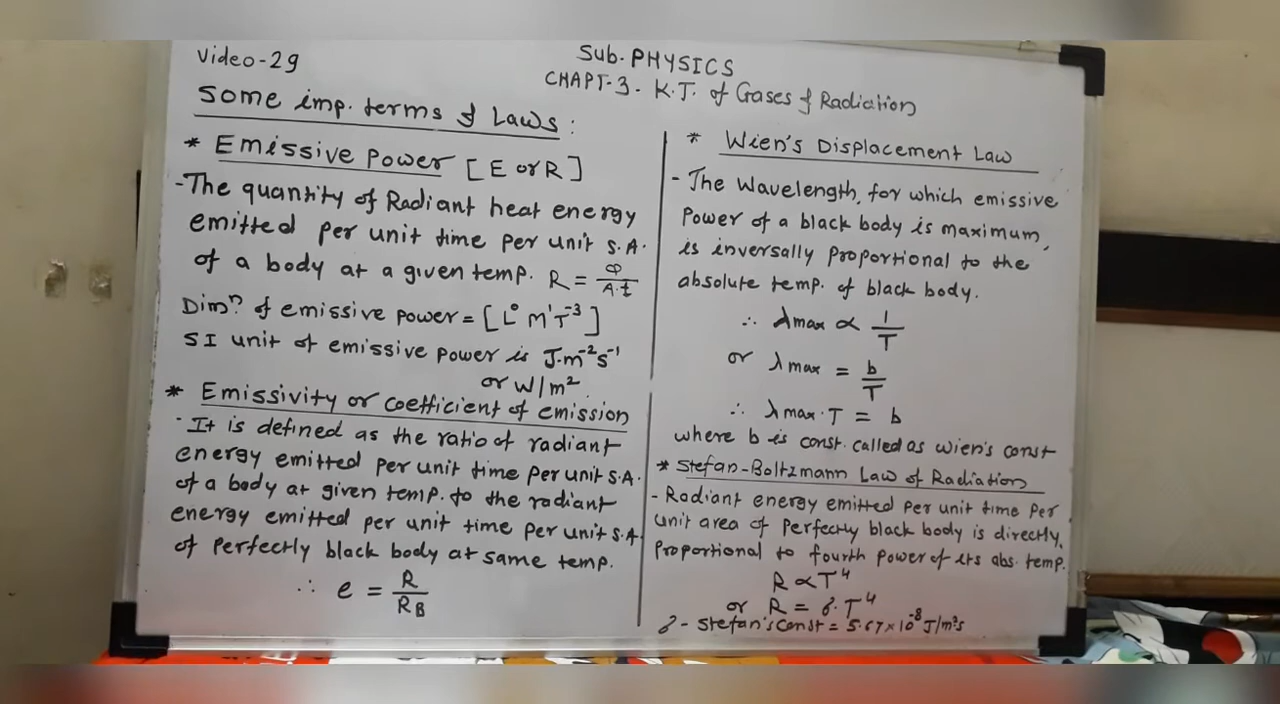 Video-29
Sub. PHYSICS
CHAPT-3. K.T. of Gases & Radiation
Some imp. terms & Laws:
* Emissive Power [E or R]
-The quantity of Radiant heat energy
emitted per unit time per unit S.A.
of a body at a given temp. R = Q/A.t
Dimⁿ. of emissive power = [L⁰ M¹ T⁻³]
SI unit of emissive power is J.m⁻²s⁻¹
or W/m²
* Emissivity or coefficient of emission
- It is defined as the ratio of radiant
energy emitted per unit time per unit S.A.
of a body at given temp. to the radiant
energy emitted per unit time per unit S.A.
of perfectly black body at same temp.
∴ e = R/R_B
* Wien's Displacement Law
- The Wavelength, for which emissive
Power of a black body is maximum,
is inversally proportional to the
absolute temp. of black body.
∴ λmax ∝ 1/T
or λmax = b/T
∴ λmax.T = b
where b is const. called as Wien's const
* Stefan-Boltzmann Law of Radiation
- Radiant energy emitted per unit time per
unit area of perfectly black body is directly
proportional to fourth power of its abs. temp.
R ∝ T⁴
or R = σ.T⁴
σ - Stefan's const = 5.67×10⁻⁸ J/m²s